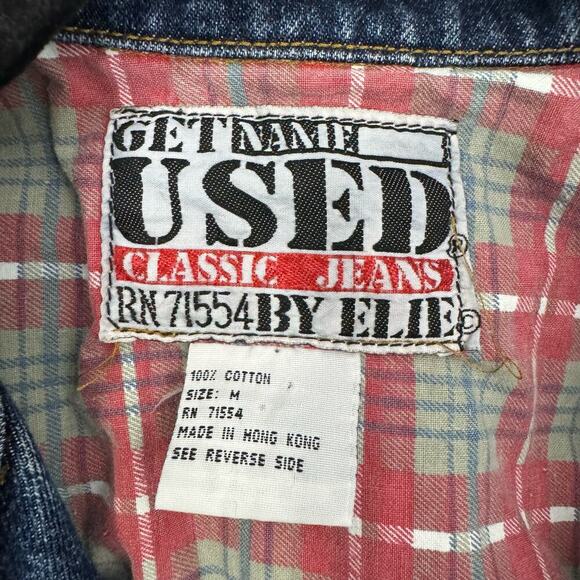 GET NAME
USED®
CLASSIC JEANS
RN 71554 BY ELIE©
100% COTTON
SIZE: M
RN 71554
MADE IN HONG KONG
SEE REVERSE SIDE